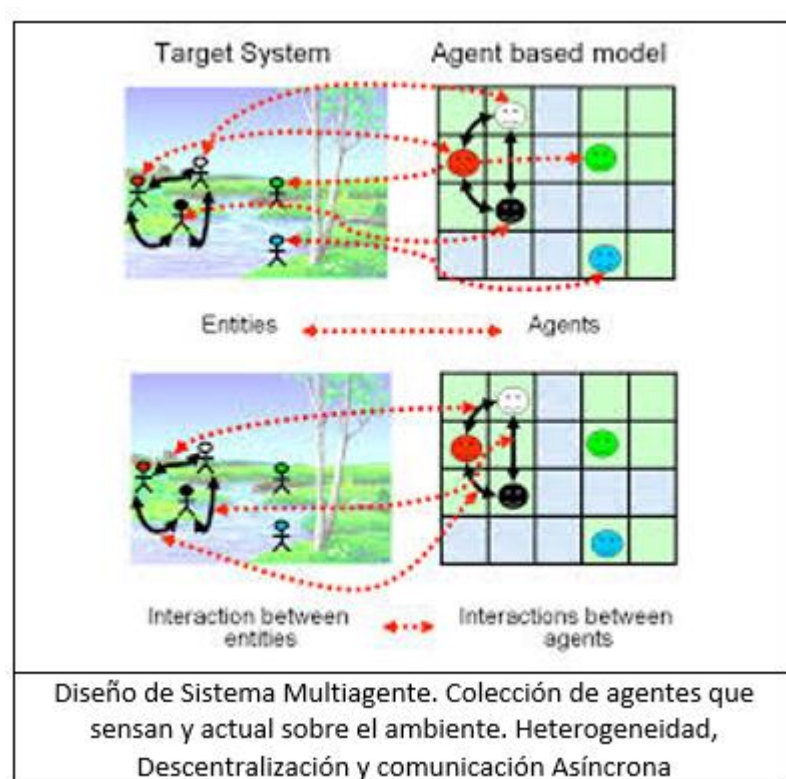 Target System
Agent based model
Entities
Agents
Interaction between
entities
Interactions between
agents
Diseño de Sistema Multiagente. Colección de agentes que
sensan y actual sobre el ambiente. Heterogeneidad,
Descentralización y comunicación Asíncrona